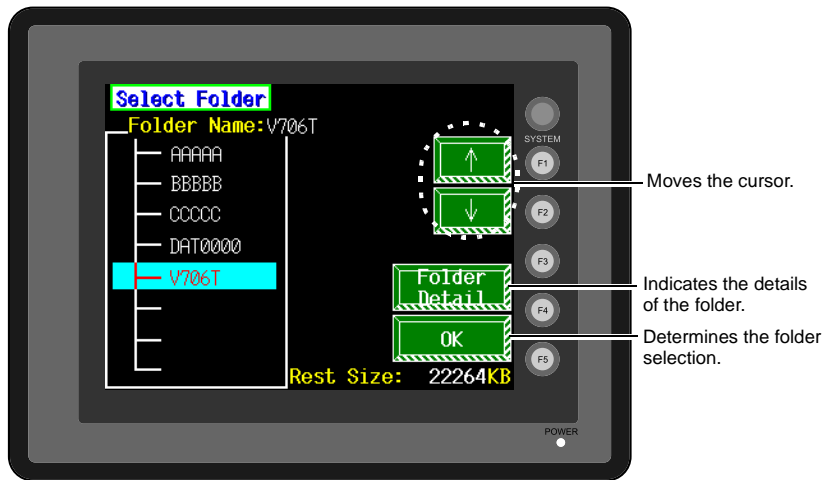 Select Folder
Folder Name:V706T
AAAAA
BBBBB
CCCCC
DAT0000
V706T
↑
↓
Folder
Detail
OK
Rest Size: 22264KB
SYSTEM
F1
F2
F3
F4
F5
POWER
Moves the cursor.
Indicates the details
of the folder.
Determines the folder
selection.